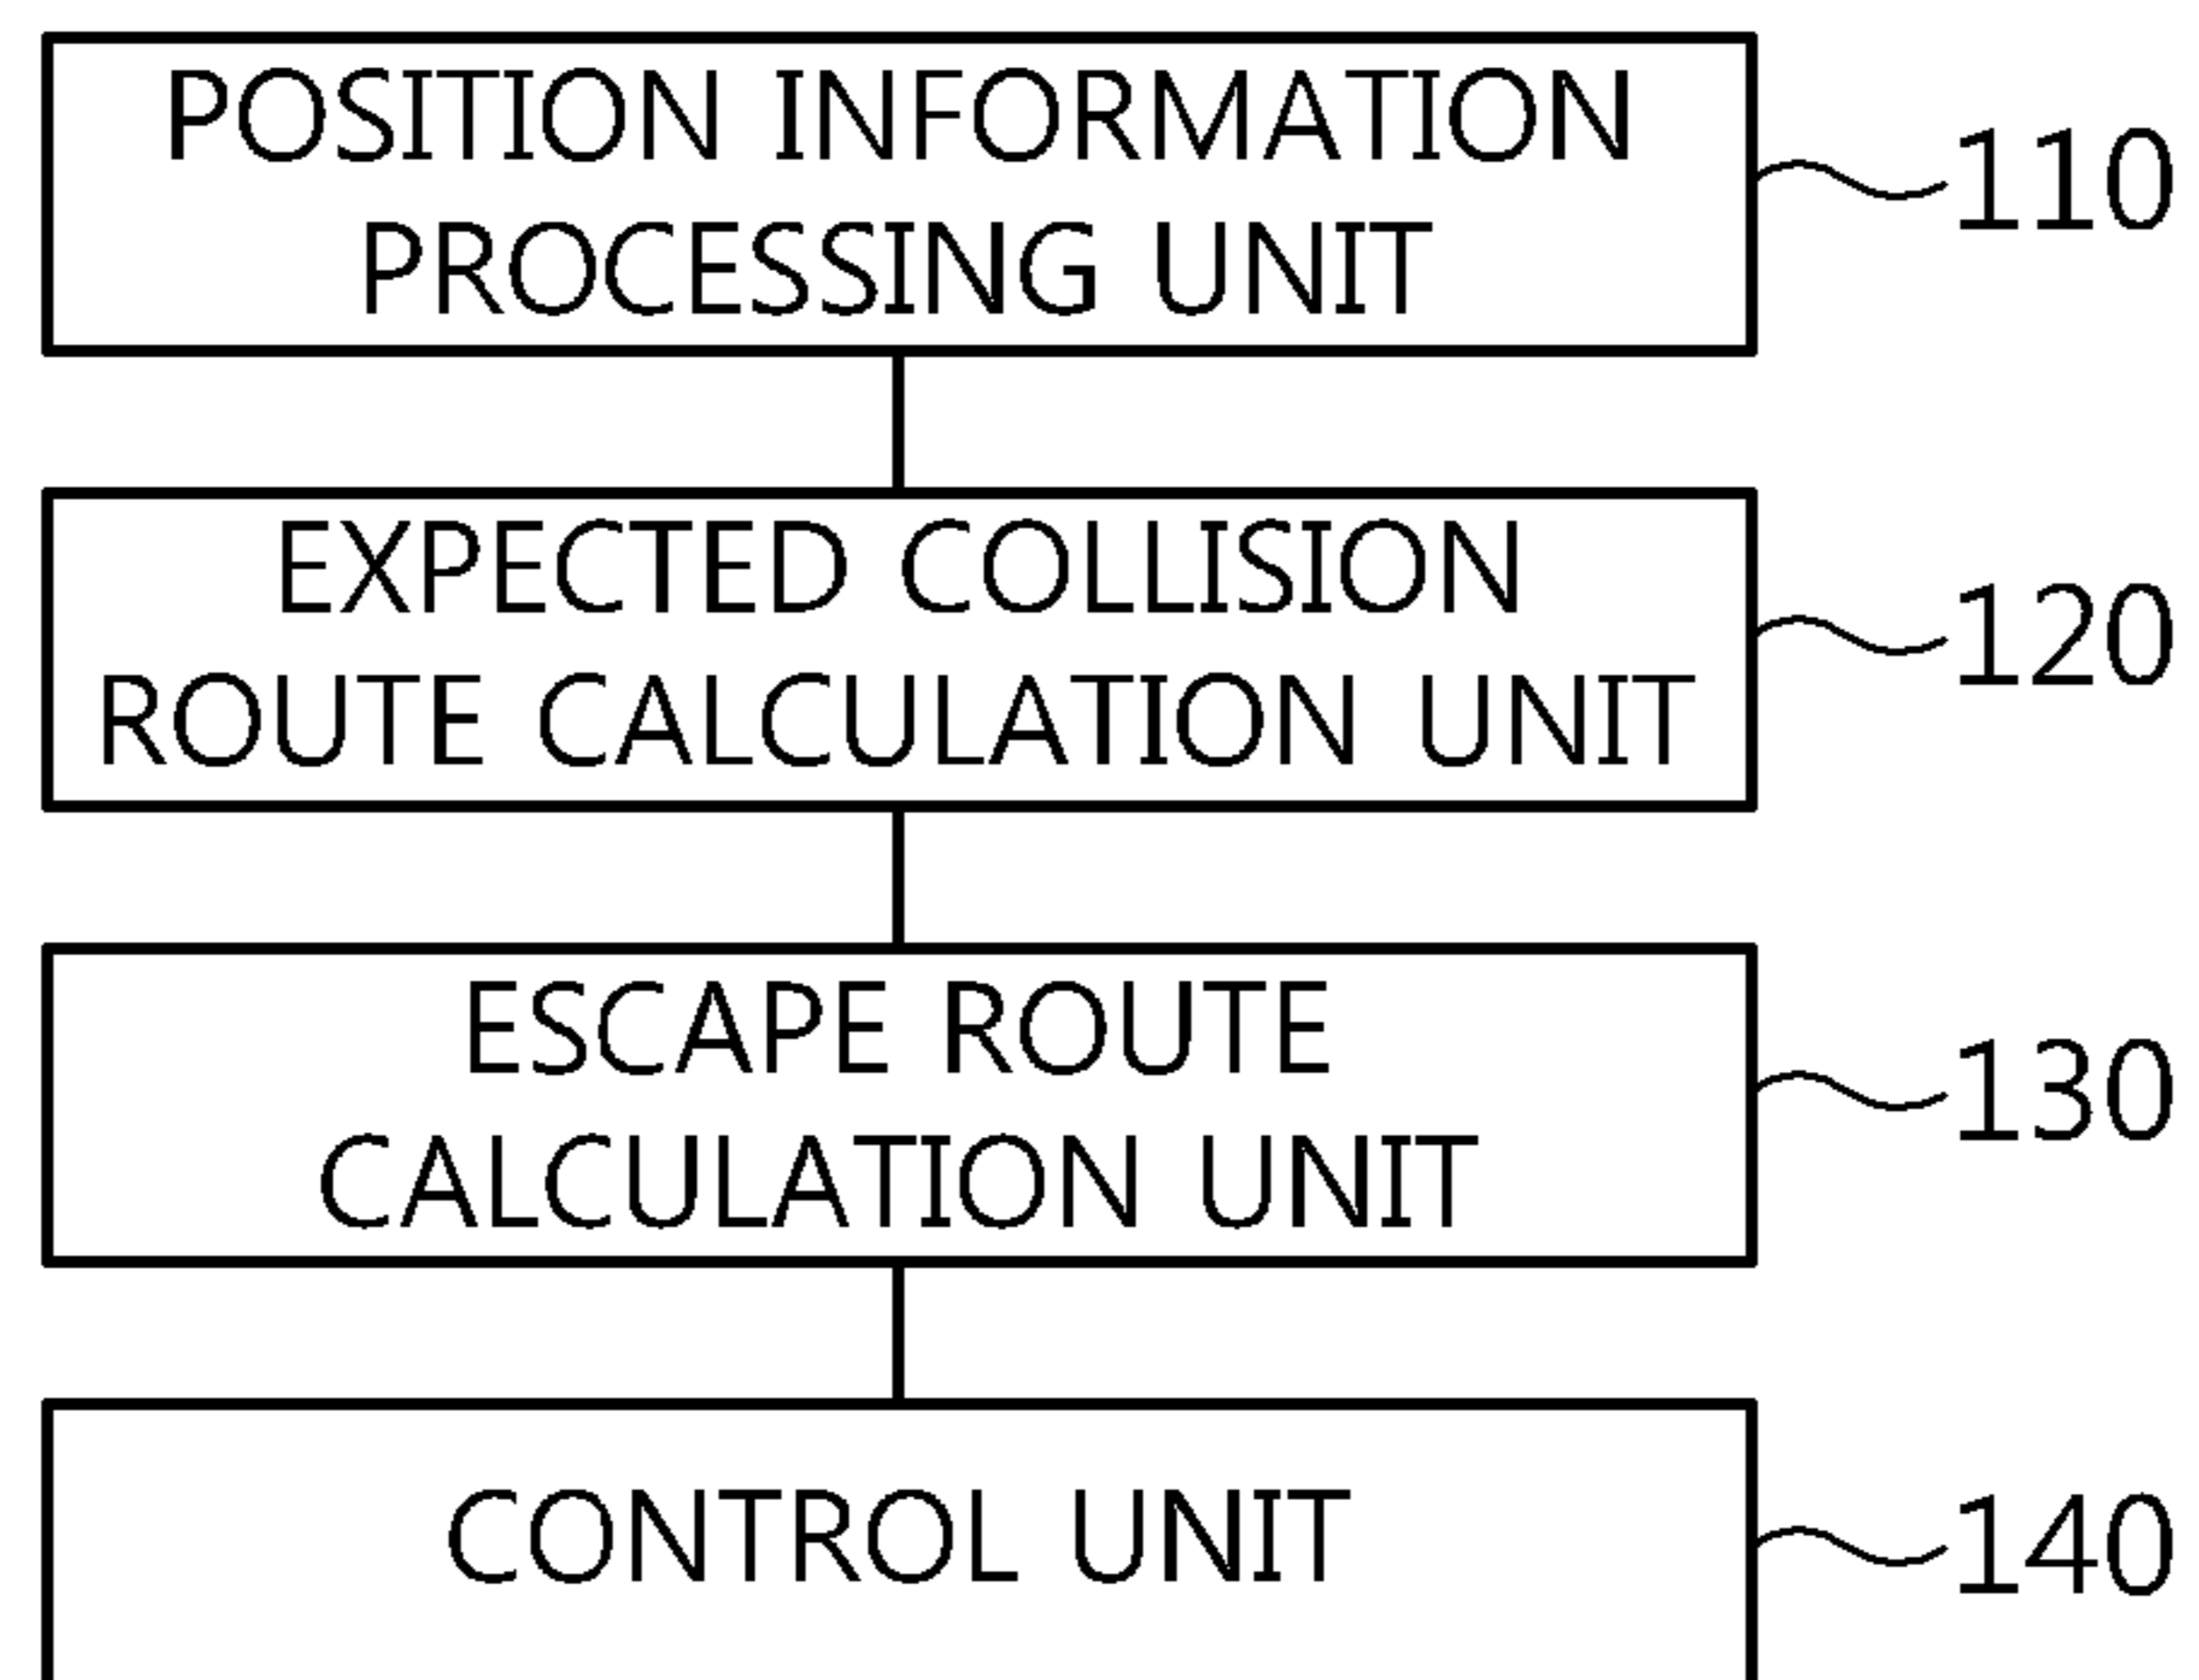 POSITION INFORMATION
PROCESSING UNIT
110
EXPECTED COLLISION
ROUTE CALCULATION UNIT
120
ESCAPE ROUTE
CALCULATION UNIT
130
CONTROL UNIT
140